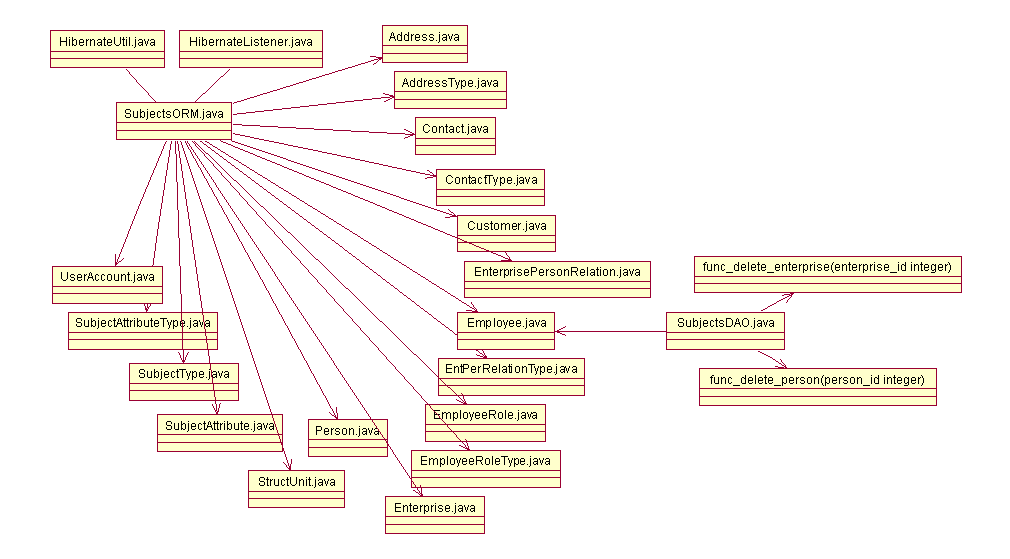 HibernateUtil.java
HibernateListener.java
Address.java
AddressType.java
SubjectsORM.java
Contact.java
ContactType.java
Customer.java
EnterprisePersonRelation.java
func_delete_enterprise(enterprise_id integer)
UserAccount.java
SubjectAttributeType.java
Employee.java
SubjectsDAO.java
EntPerRelationType.java
SubjectType.java
func_delete_person(person_id integer)
EmployeeRole.java
SubjectAttribute.java
Person.java
EmployeeRoleType.java
StructUnit.java
Enterprise.java